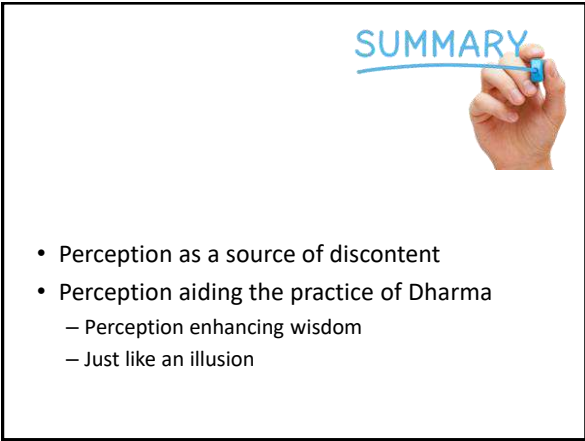 SUMMARY
• Perception as a source of discontent
• Perception aiding the practice of Dharma
– Perception enhancing wisdom
– Just like an illusion